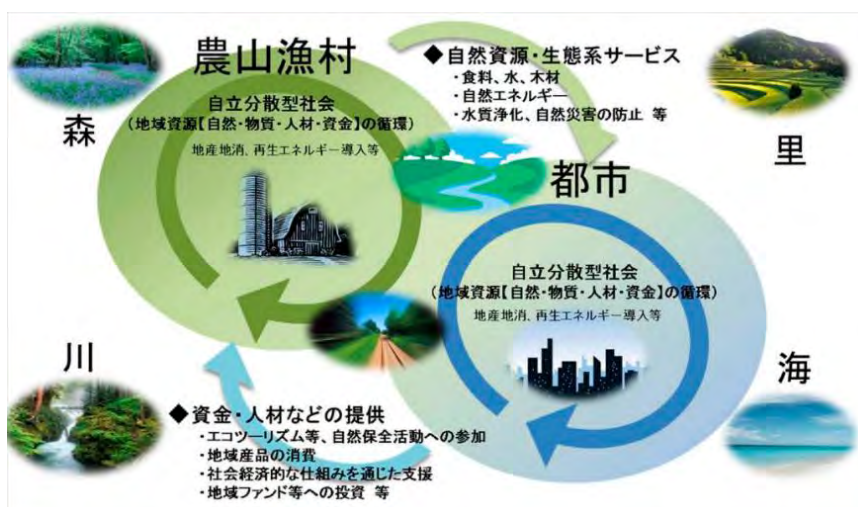 農山漁村
◆自然資源・生態系サービス
・食料、水、木材
・自然エネルギー
・水質浄化、自然災害の防止 等
森
自立分散型社会
(地域資源【自然・物質・人材・資金】の循環)
地産地消、再生エネルギー導入等
里
都市
自立分散型社会
(地域資源【自然・物質・人材・資金】の循環)
地産地消、再生エネルギー導入等
川
海
◆資金・人材などの提供
・エコツーリズム等、自然保全活動への参加
・地域産品の消費
・社会経済的な仕組みを通じた支援
・地域ファンド等への投資 等